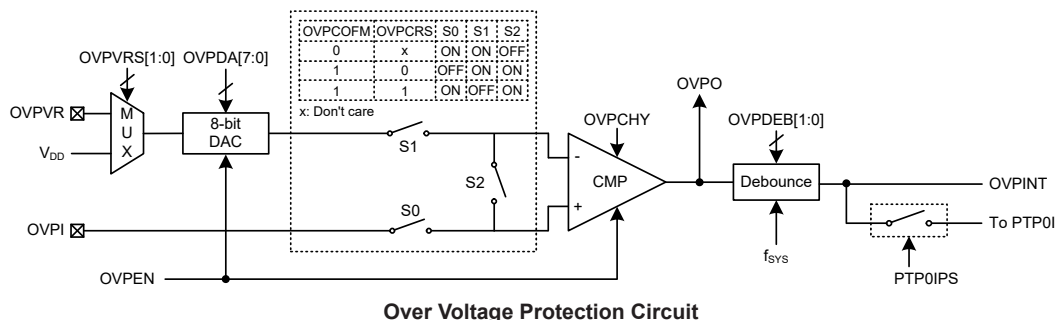 OVPCOFM OVPCRS S0 S1 S2
0 x ON ON OFF
1 0 OFF ON ON
1 1 ON OFF ON
x: Don't care
OVPVRS[1:0]
OVPDA[7:0]
OVPVR
VDD
MUX
8-bit
DAC
S1
S2
S0
OVPI
OVPEN
OVPCHY
-
+
CMP
OVPO
OVPDEB[1:0]
Debounce
fSYS
OVPINT
To PTP0I
PTP0IPS
Over Voltage Protection Circuit